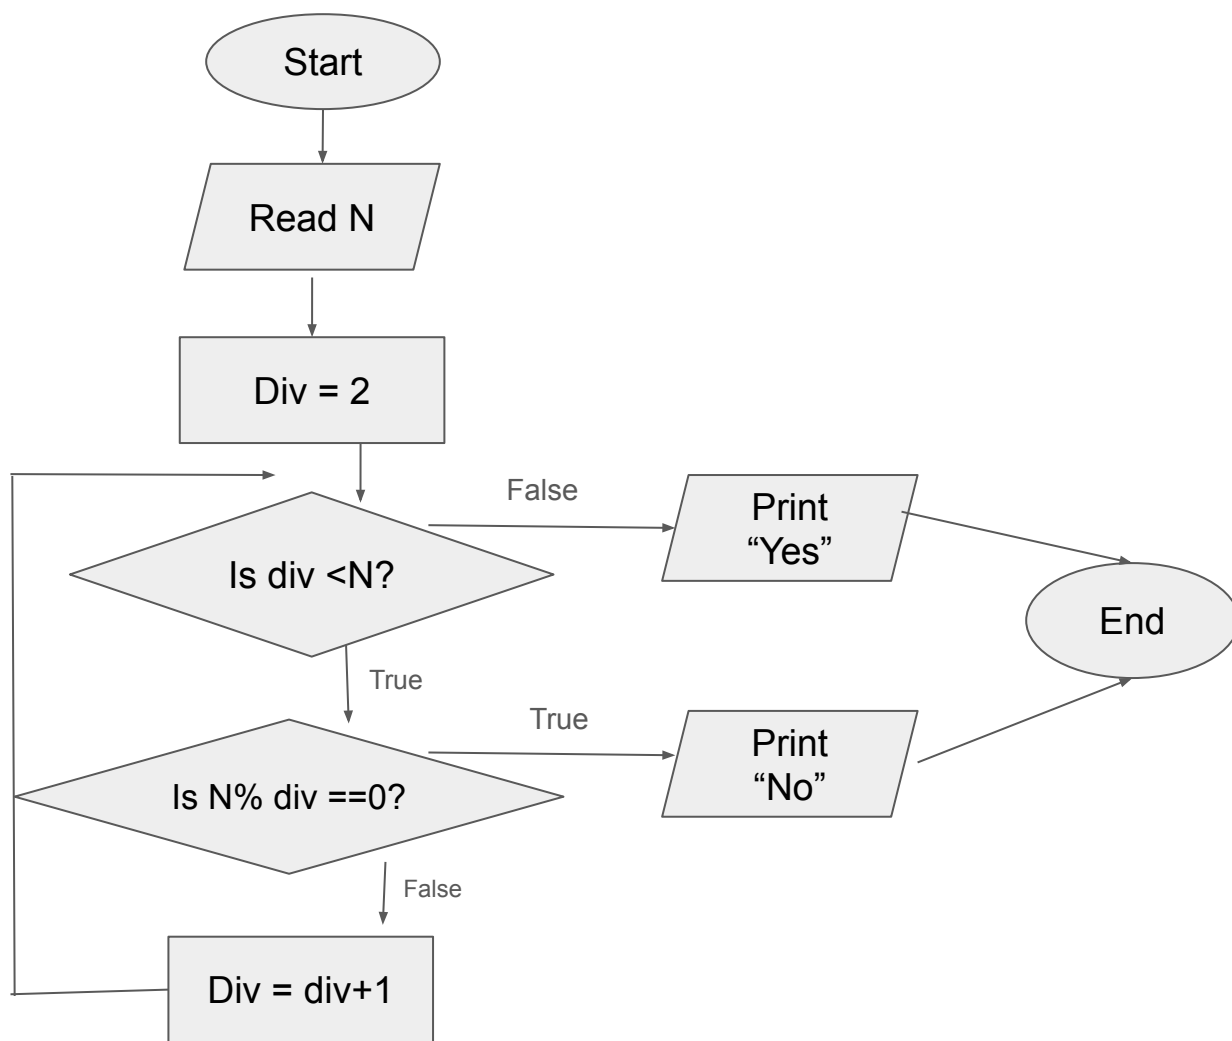 Start
Read N
Div = 2
False
Print
“Yes”
Is div <N?
End
True
True
Print
“No”
Is N% div ==0?
False
Div = div+1